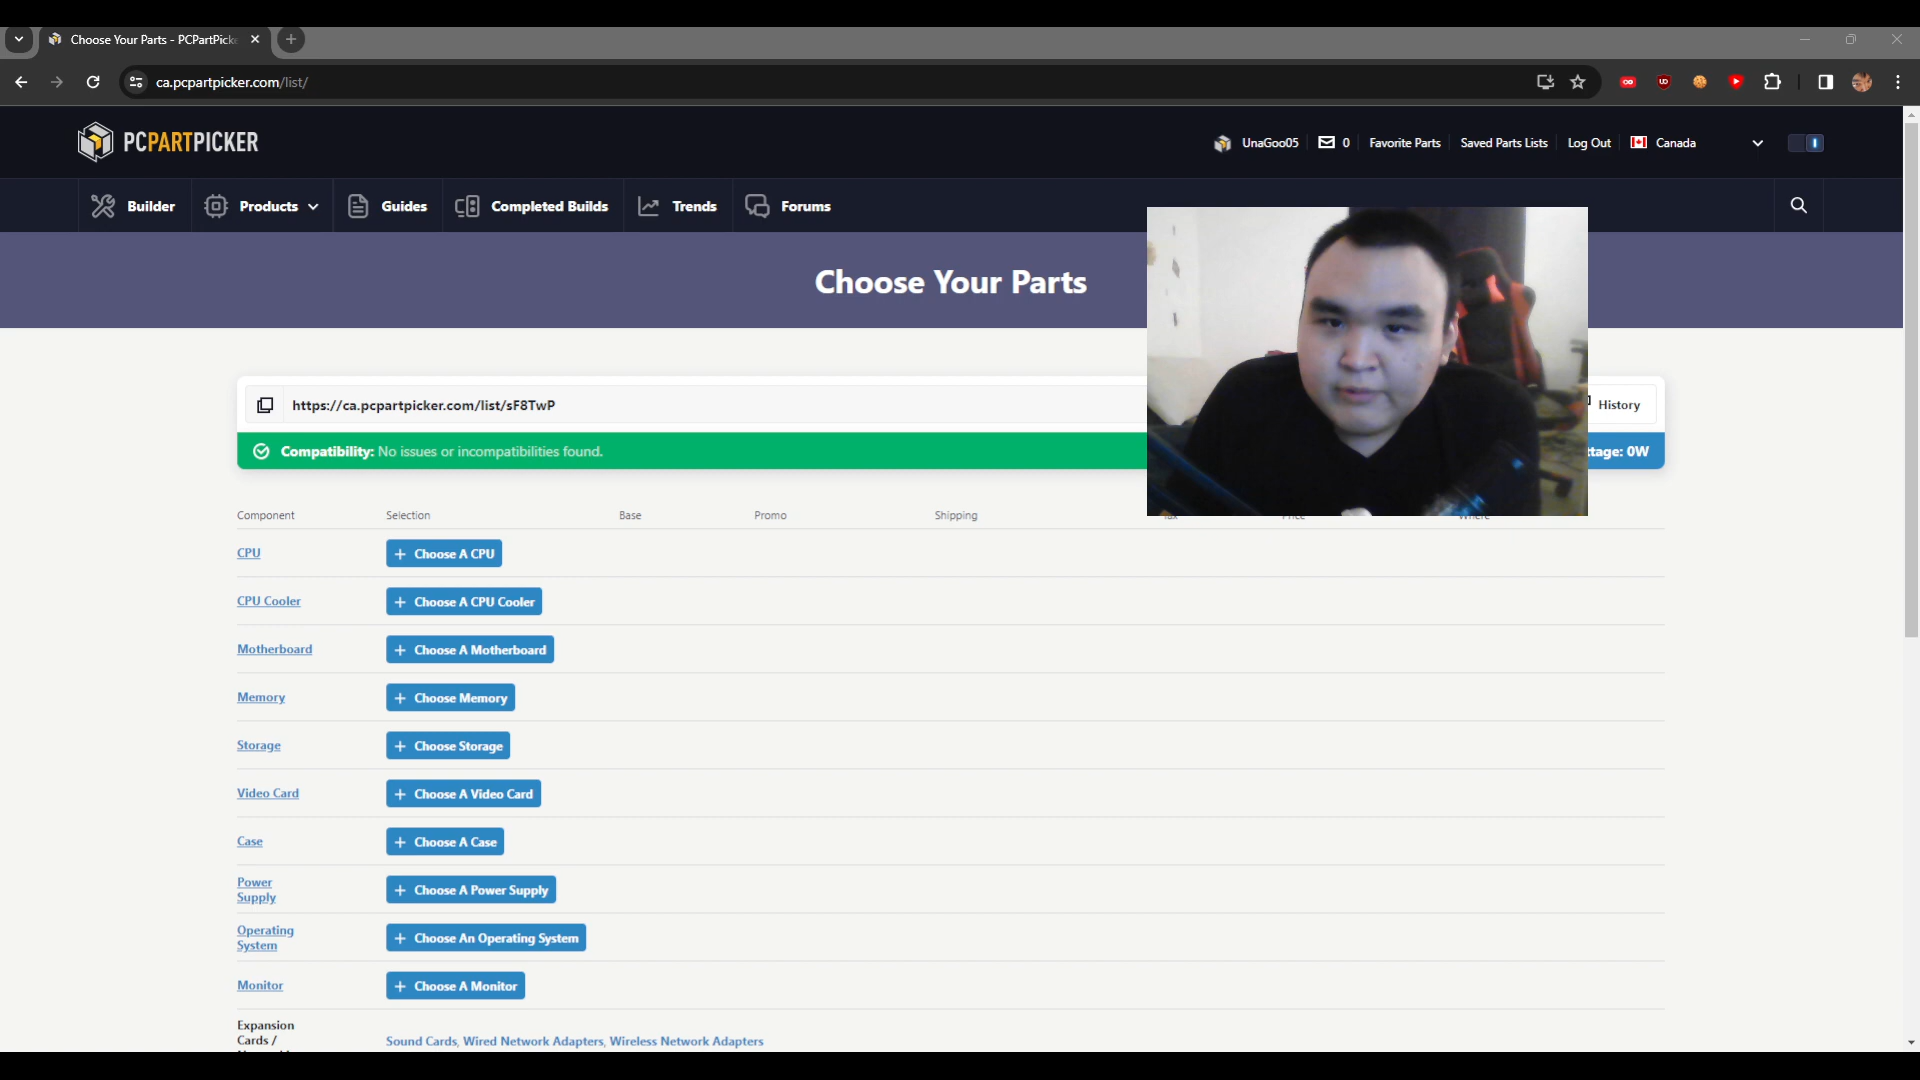 Choose Your Parts - PCPartPick
ca.pcpartpicker.com/list/
PCPARTPICKER
UnaGoo05
0
Favorite Parts
Saved Parts Lists
Log Out
Canada
Builder
Products
Guides
Completed Builds
Trends
Forums
Choose Your Parts
https://ca.pcpartpicker.com/list/sF8TwP
History
Compatibility: No issues or incompatibilities found.
ttage: 0W
Component Selection Base Promo Shipping
CPU
+ Choose A CPU
CPU Cooler
+ Choose A CPU Cooler
Motherboard
+ Choose A Motherboard
Memory
+ Choose Memory
Storage
+ Choose Storage
Video Card
+ Choose A Video Card
Case
+ Choose A Case
Power
Supply
+ Choose A Power Supply
Operating
System
+ Choose An Operating System
Monitor
+ Choose A Monitor
Expansion
Cards /
Sound Cards, Wired Network Adapters, Wireless Network Adapters